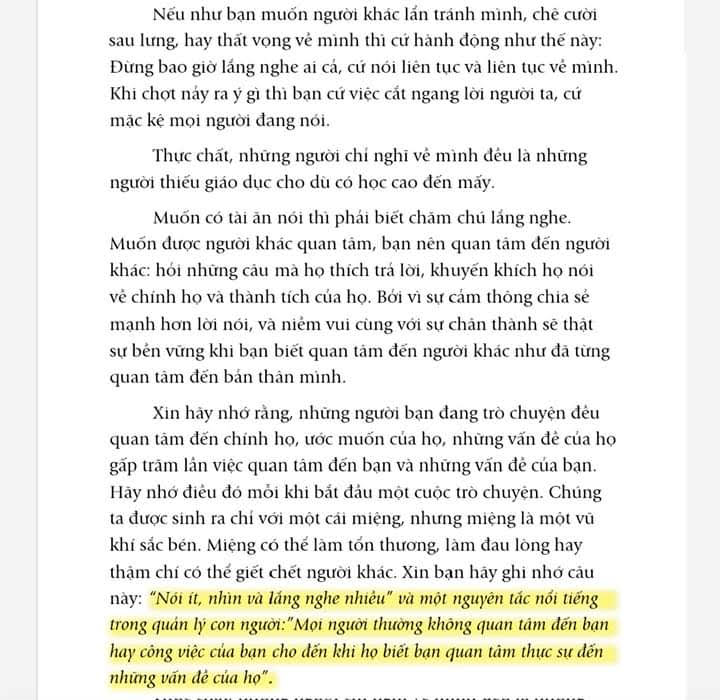 Nếu như bạn muốn người khác lẩn tránh mình, chê cười
sau lưng, hay thất vọng về mình thì cứ hành động như thế này:
Đừng bao giờ lắng nghe ai cả, cứ nói liên tục và liên tục về mình.
Khi chợt nảy ra ý gì thì bạn cứ việc cắt ngang lời người ta, cứ
mặc kệ mọi người đang nói.
Thực chất, những người chỉ nghĩ về mình đều là những
người thiếu giáo dục cho dù có học cao đến mấy.
Muốn có tài ăn nói thì phải biết chăm chú lắng nghe.
Muốn được người khác quan tâm, bạn nên quan tâm đến người
khác: hỏi những câu mà họ thích trả lời, khuyến khích họ nói
về chính họ và thành tích của họ. Bởi vì sự cảm thông chia sẻ
mạnh hơn lời nói, và niềm vui cùng với sự chân thành sẽ thật
sự bền vững khi bạn biết quan tâm đến người khác như đã từng
quan tâm đến bản thân mình.
Xin hãy nhớ rằng, những người bạn đang trò chuyện đều
quan tâm đến chính họ, ước muốn của họ, những vấn đề của họ
gấp trăm lần việc quan tâm đến bạn và những vấn đề của bạn.
Hãy nhớ điều đó mỗi khi bắt đầu một cuộc trò chuyện. Chúng
ta được sinh ra chỉ với một cái miệng, nhưng miệng là một vũ
khí sắc bén. Miệng có thể làm tổn thương, làm đau lòng hay
thậm chí có thể giết chết người khác. Xin bạn hãy ghi nhớ câu
này: "Nói ít, nhìn và lắng nghe nhiều" và một nguyên tắc nổi tiếng
trong quản lý con người:"Mọi người thường không quan tâm đến bạn
hay công việc của bạn cho đến khi họ biết bạn quan tâm thực sự đến
những vấn đề của họ".